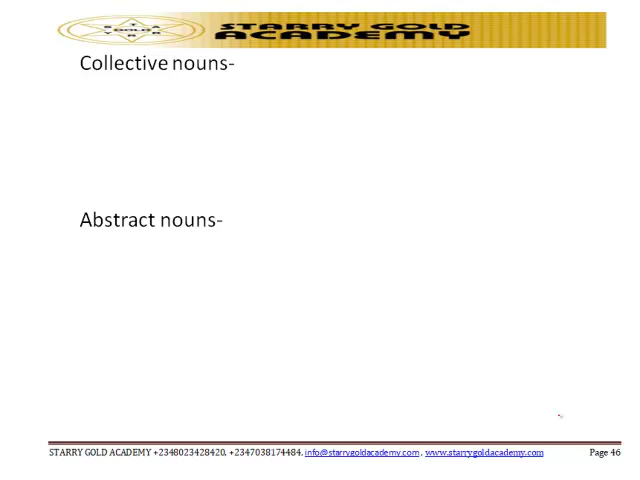 STARRY GOLD
ACADEMY
Collective nouns-
Abstract nouns-
STARRY GOLD ACADEMY +2348023428420, +2347038174484, info@starrygoldacademy.com , www.starrygoldacademy.com Page 46